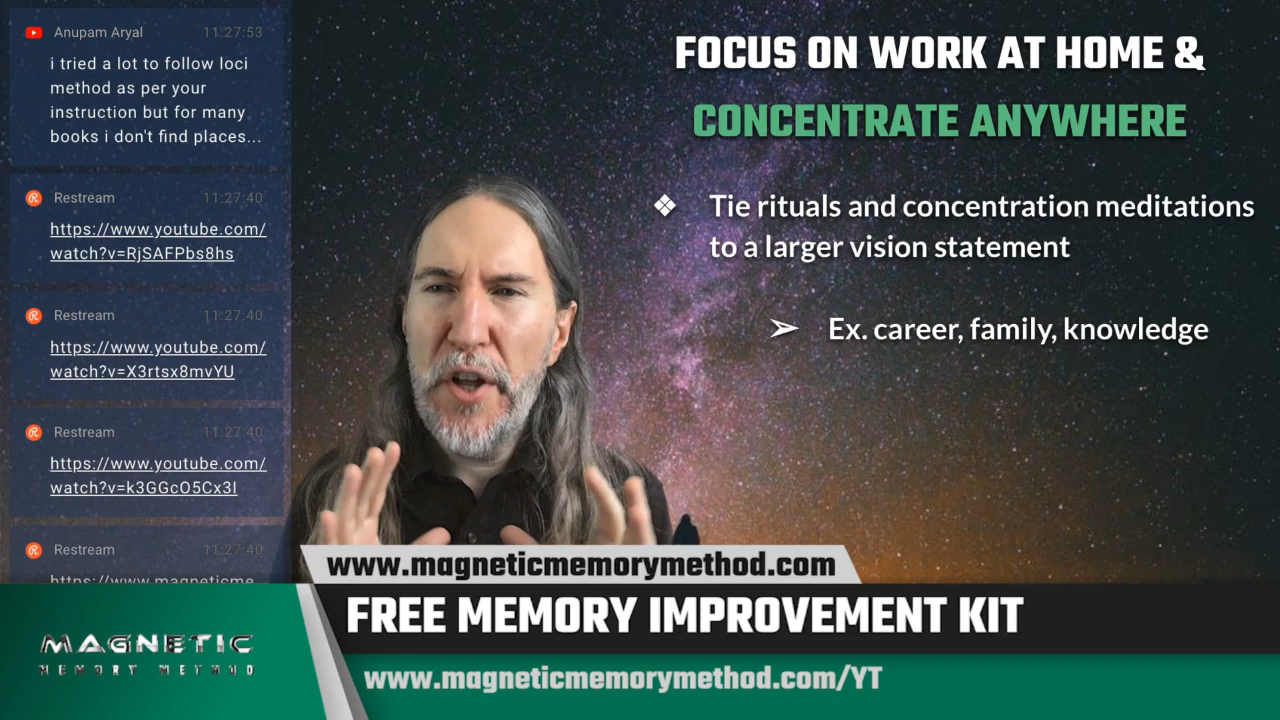 Anupam Aryal 11:27:53
i tried a lot to follow loci
method as per your
instruction but for many
books i don't find places...
Restream 11:27:40
https://www.youtube.com/
watch?v=RjSAFPbs8hs
Restream 11:27:40
https://www.youtube.com/
watch?v=X3rtsx8mvYU
Restream 11:27:40
https://www.youtube.com/
watch?v=k3GGcO5Cx3I
Restream 11:27:40
https://www.magneticme
FOCUS ON WORK AT HOME &
CONCENTRATE ANYWHERE
❖ Tie rituals and concentration meditations
to a larger vision statement
➢ Ex. career, family, knowledge
www.magneticmemorymethod.com
FREE MEMORY IMPROVEMENT KIT
www.magneticmemorymethod.com/YT
MAGNETIC
MEMORY METHOD